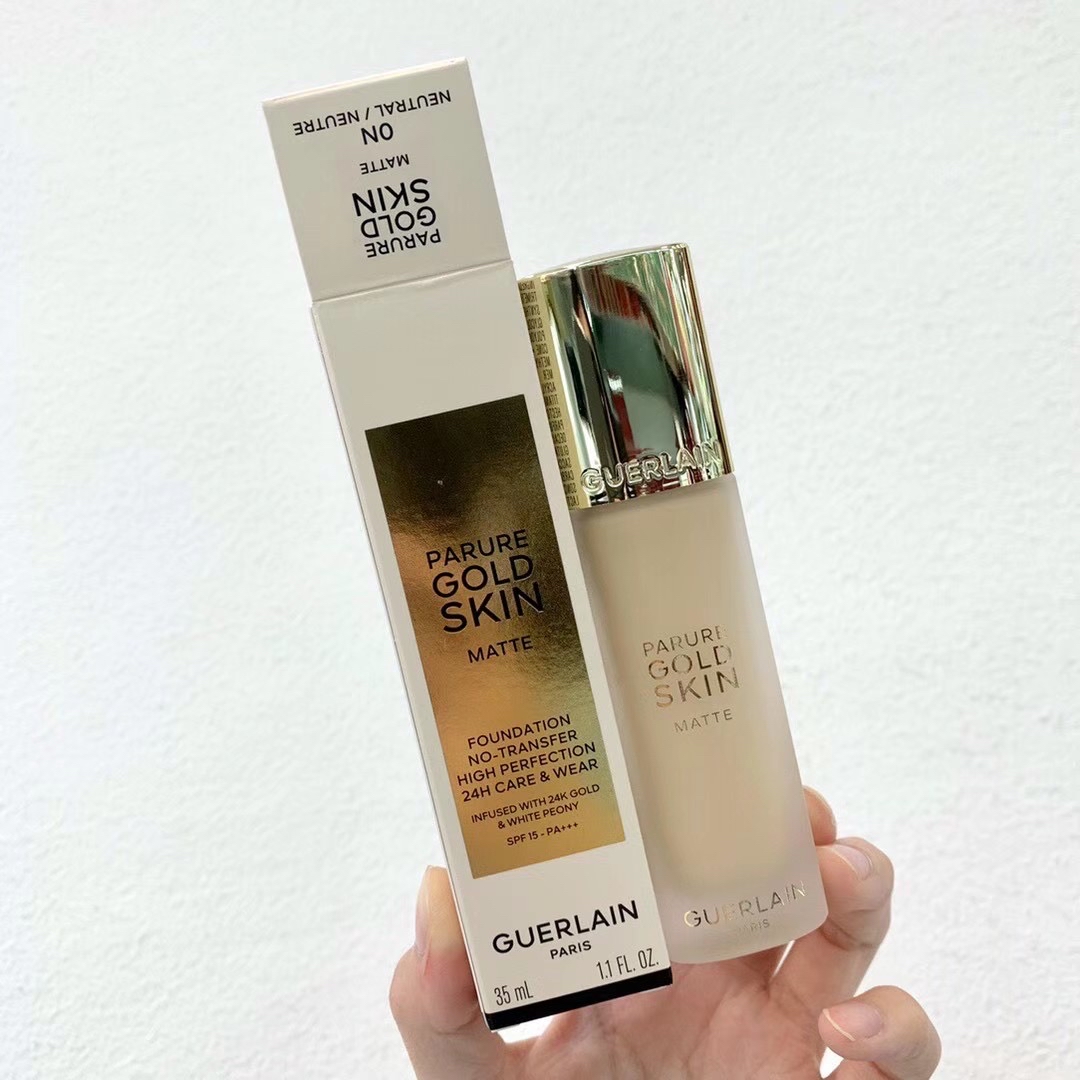 PARURE
GOLD
SKIN
MATTE
0N
NEUTRAL / NEUTRE
PARURE
GOLD
SKIN
MATTE
FOUNDATION
NO-TRANSFER
HIGH PERFECTION
24H CARE & WEAR
INFUSED WITH 24K GOLD
& WHITE PEONY
SPF 15 - PA+++
GUERLAIN
PARIS
35 mL
1.1 FL. OZ.
GUERLAIN
PARURE
GOLD
SKIN
MATTE
GUERLAIN
PARIS